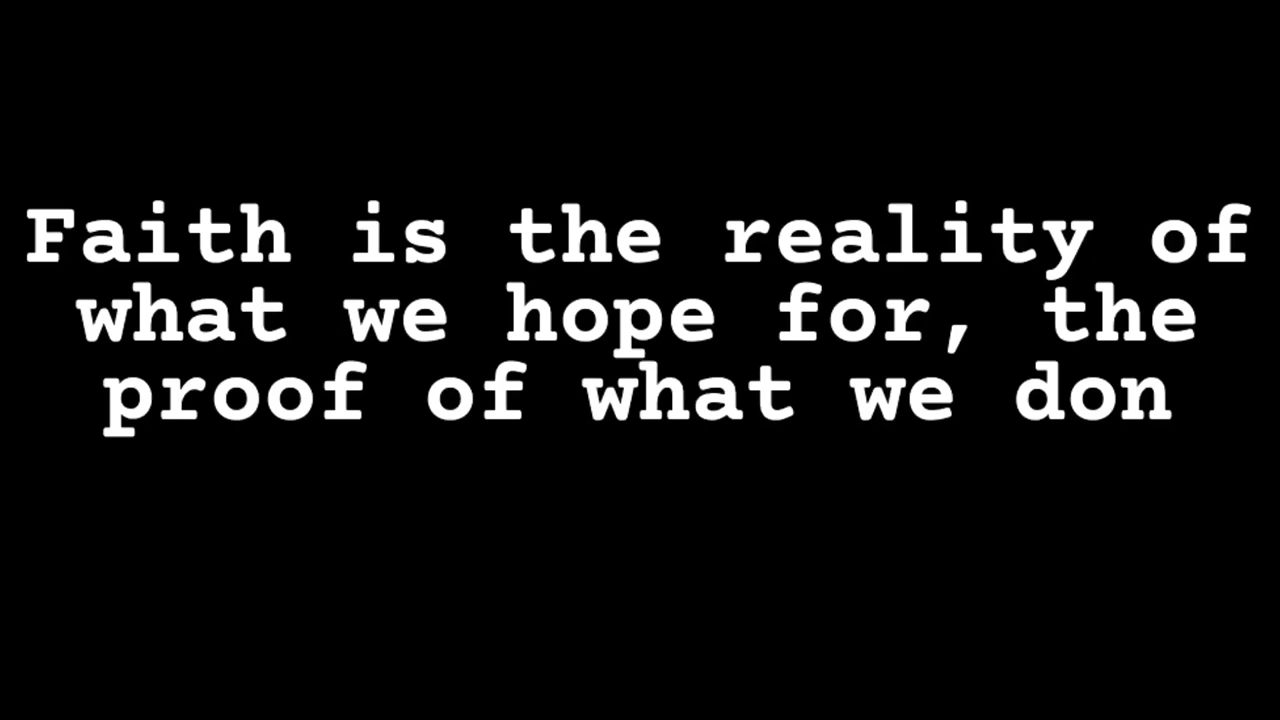 Faith is the reality of
what we hope for, the
proof of what we don